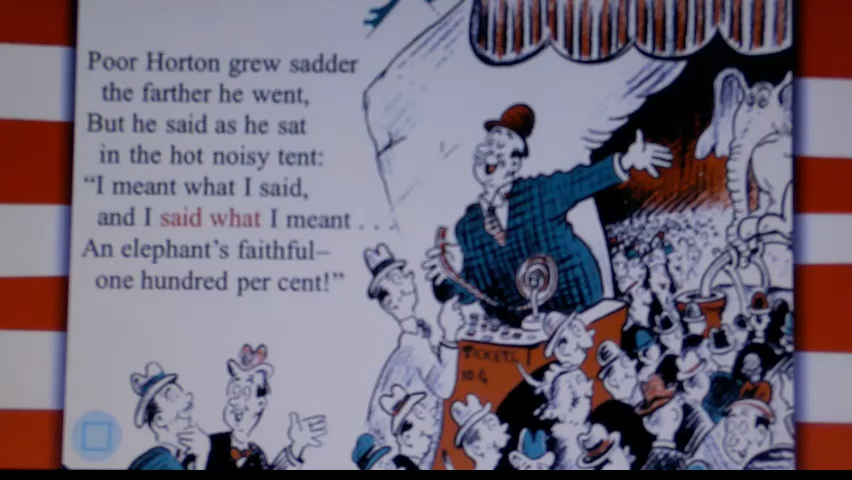 Poor Horton grew sadder
the farther he went,
But he said as he sat
in the hot noisy tent:
“I meant what I said,
and I said what I meant . . .
An elephant’s faithful–
one hundred per cent!”
TICKETS
10 ¢